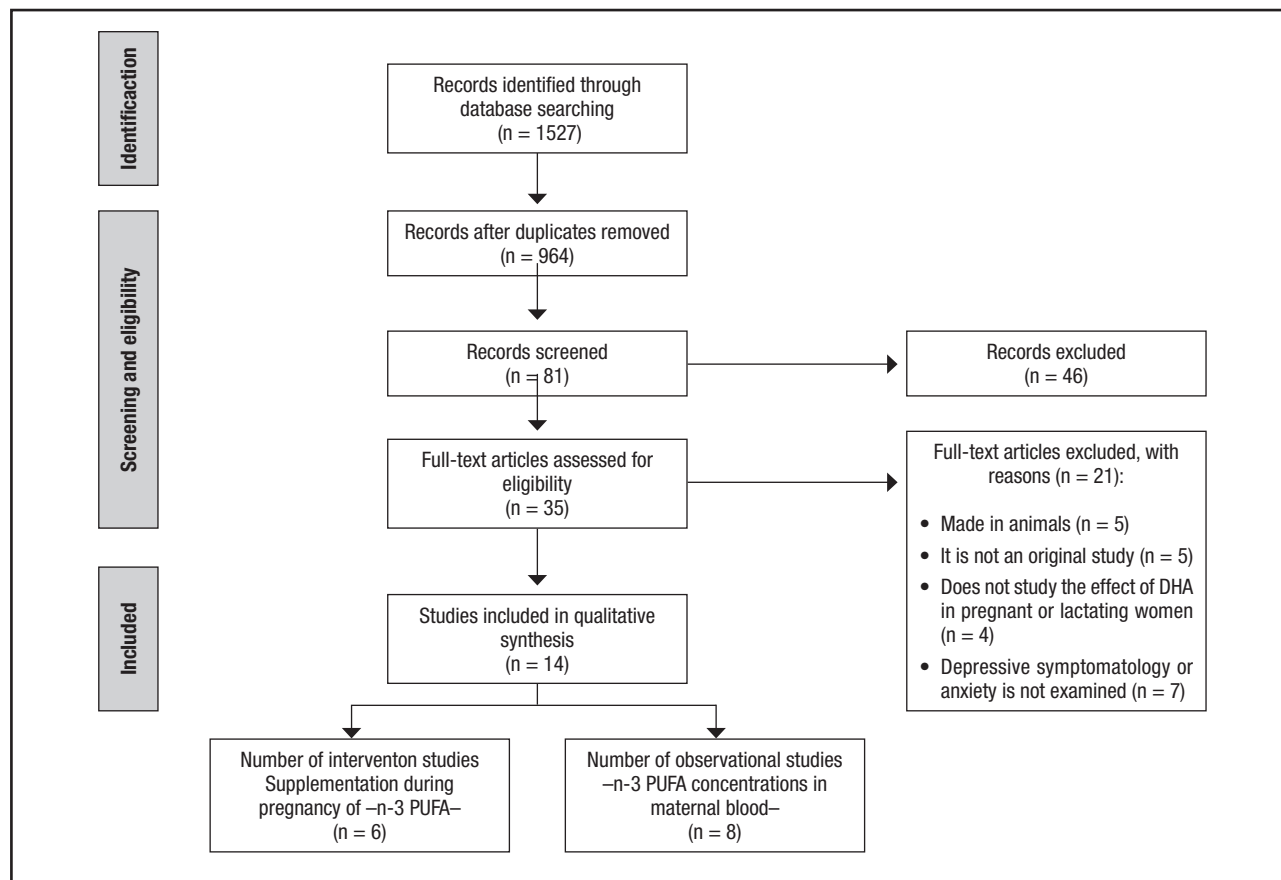 Identificaction
Records identified through
database searching
(n = 1527)
Screening and eligibility
Records after duplicates removed
(n = 964)
Records screened
(n = 81)
Records excluded
(n = 46)
Full-text articles assessed for
eligibility
(n = 35)
Full-text articles excluded, with
reasons (n = 21):
• Made in animals (n = 5)
• It is not an original study (n = 5)
• Does not study the effect of DHA
in pregnant or lactating women
(n = 4)
• Depressive symptomatology or
anxiety is not examined (n = 7)
Included
Studies included in qualitative
synthesis
(n = 14)
Number of interventon studies
Supplementation during
pregnancy of –n-3 PUFA–
(n = 6)
Number of observational studies
–n-3 PUFA concentrations in
maternal blood–
(n = 8)